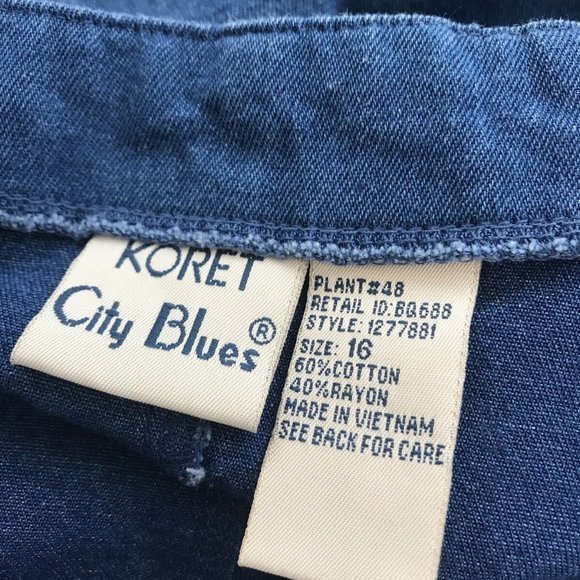 KORET
City Blues®
PLANT#48
RETAIL ID:BQ688
STYLE: 1277881
SIZE: 16
60%COTTON
40%RAYON
MADE IN VIETNAM
SEE BACK FOR CARE